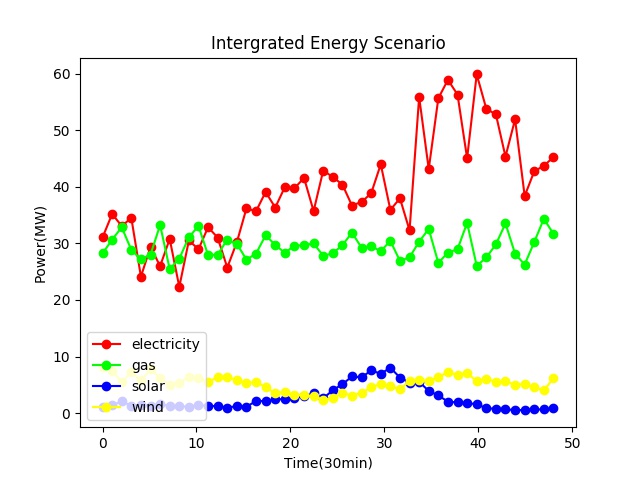 Intergrated Energy Scenario
Power(MW)
60
50
40
30
20
10
0
electricity
gas
solar
wind
0 10 20 30 40 50
Time(30min)